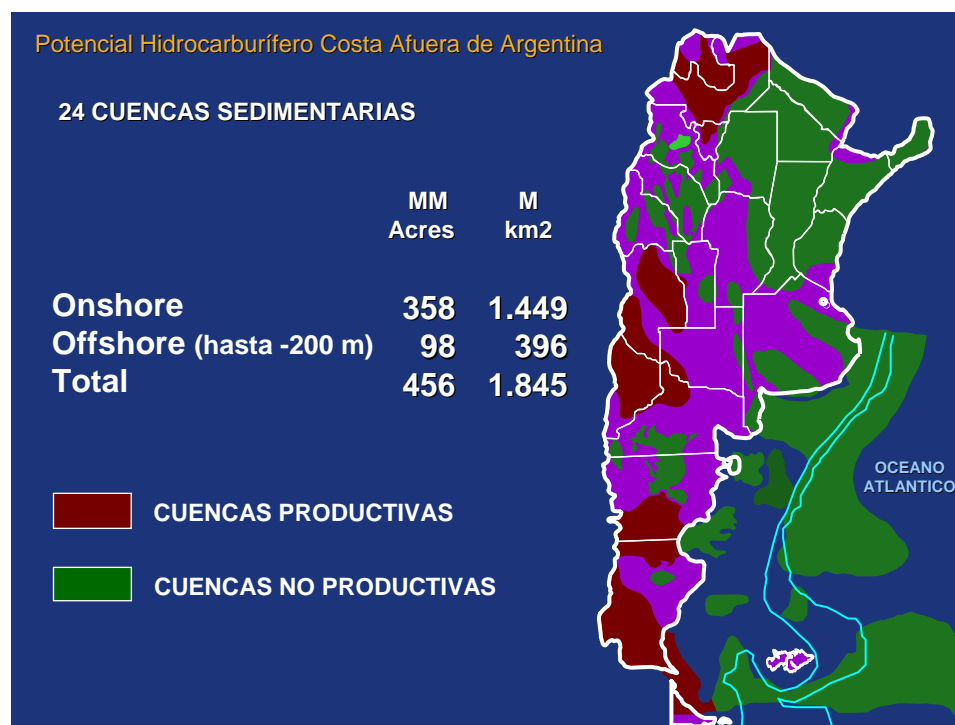 Potencial Hidrocarburífero Costa Afuera de Argentina
24 CUENCAS SEDIMENTARIAS
MM M
Acres km2
Onshore 358 1.449
Offshore (hasta -200 m) 98 396
Total 456 1.845
OCEANO
ATLANTICO
CUENCAS PRODUCTIVAS
CUENCAS NO PRODUCTIVAS